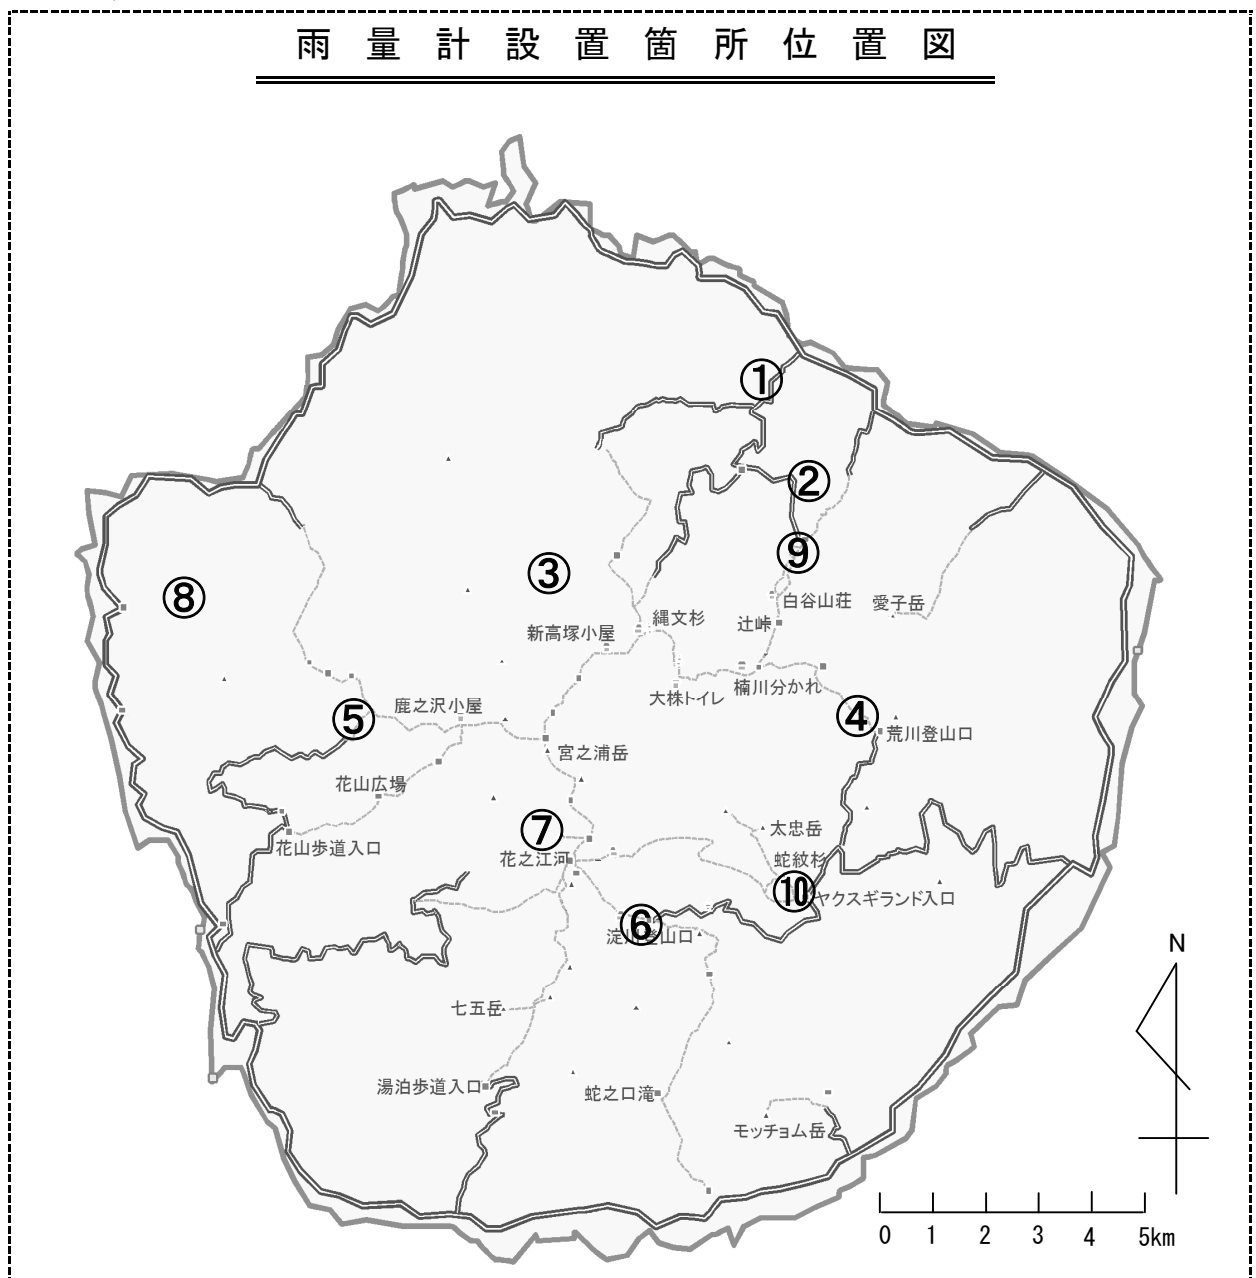 雨量計設置箇所位置図
①
②
③
⑨
⑧
白谷山荘
愛子岳
縄文杉
辻峠
新高塚小屋
大株トイレ
楠川分かれ
鹿之沢小屋
⑤
④
荒川登山口
宮之浦岳
花山広場
⑦
太忠岳
花山歩道入口
花之江河
蛇紋杉
⑩
ヤクスギランド入口
⑥
淀川登山口
N
七五岳
湯泊歩道入口
蛇之口滝
モッチョム岳
0 1 2 3 4 5km